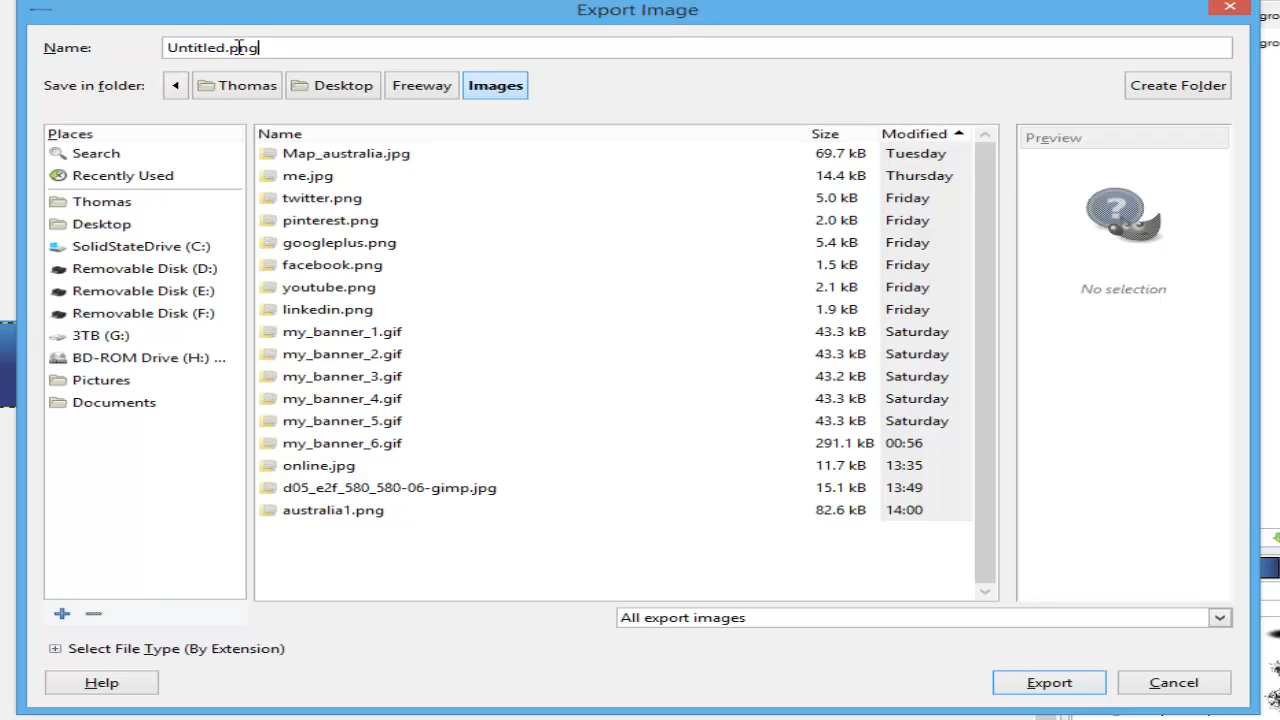 Export Image
Name: Untitled.png
Save in folder: Thomas Desktop Freeway Images Create Folder
Places
Search
Recently Used
Thomas
Desktop
SolidStateDrive (C:)
Removable Disk (D:)
Removable Disk (E:)
Removable Disk (F:)
3TB (G:)
BD-ROM Drive (H:) ...
Pictures
Documents
Name Size Modified
Map_australia.jpg 69.7 kB Tuesday
me.jpg 14.4 kB Thursday
twitter.png 5.0 kB Friday
pinterest.png 2.0 kB Friday
googleplus.png 5.4 kB Friday
facebook.png 1.5 kB Friday
youtube.png 2.1 kB Friday
linkedin.png 1.9 kB Friday
my_banner_1.gif 43.3 kB Saturday
my_banner_2.gif 43.3 kB Saturday
my_banner_3.gif 43.2 kB Saturday
my_banner_4.gif 43.3 kB Saturday
my_banner_5.gif 43.3 kB Saturday
my_banner_6.gif 291.1 kB 00:56
online.jpg 11.7 kB 13:35
d05_e2f_580_580-06-gimp.jpg 15.1 kB 13:49
australia1.png 82.6 kB 14:00
Preview
?
No selection
All export images
Select File Type (By Extension)
Help Export Cancel